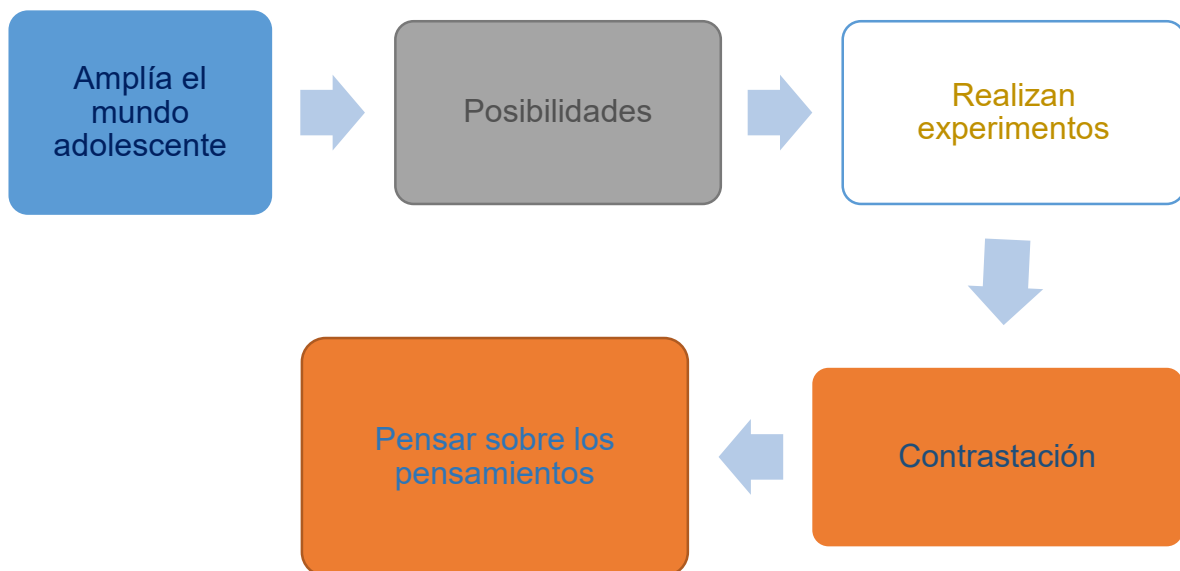 Amplía el
mundo
adolescente
Posibilidades
Realizan
experimentos
Contrastación
Pensar sobre los
pensamientos